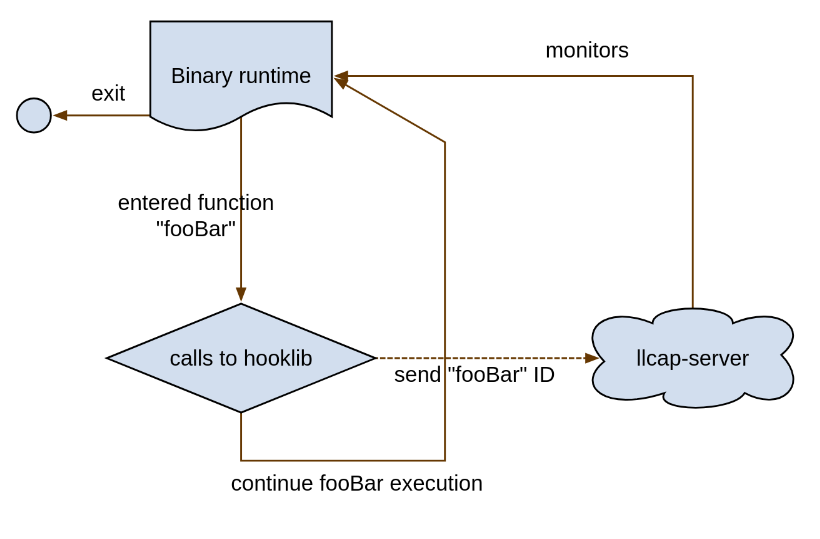 monitors
Binary runtime
exit
entered function
"fooBar"
calls to hooklib
llcap-server
send "fooBar" ID
continue fooBar execution